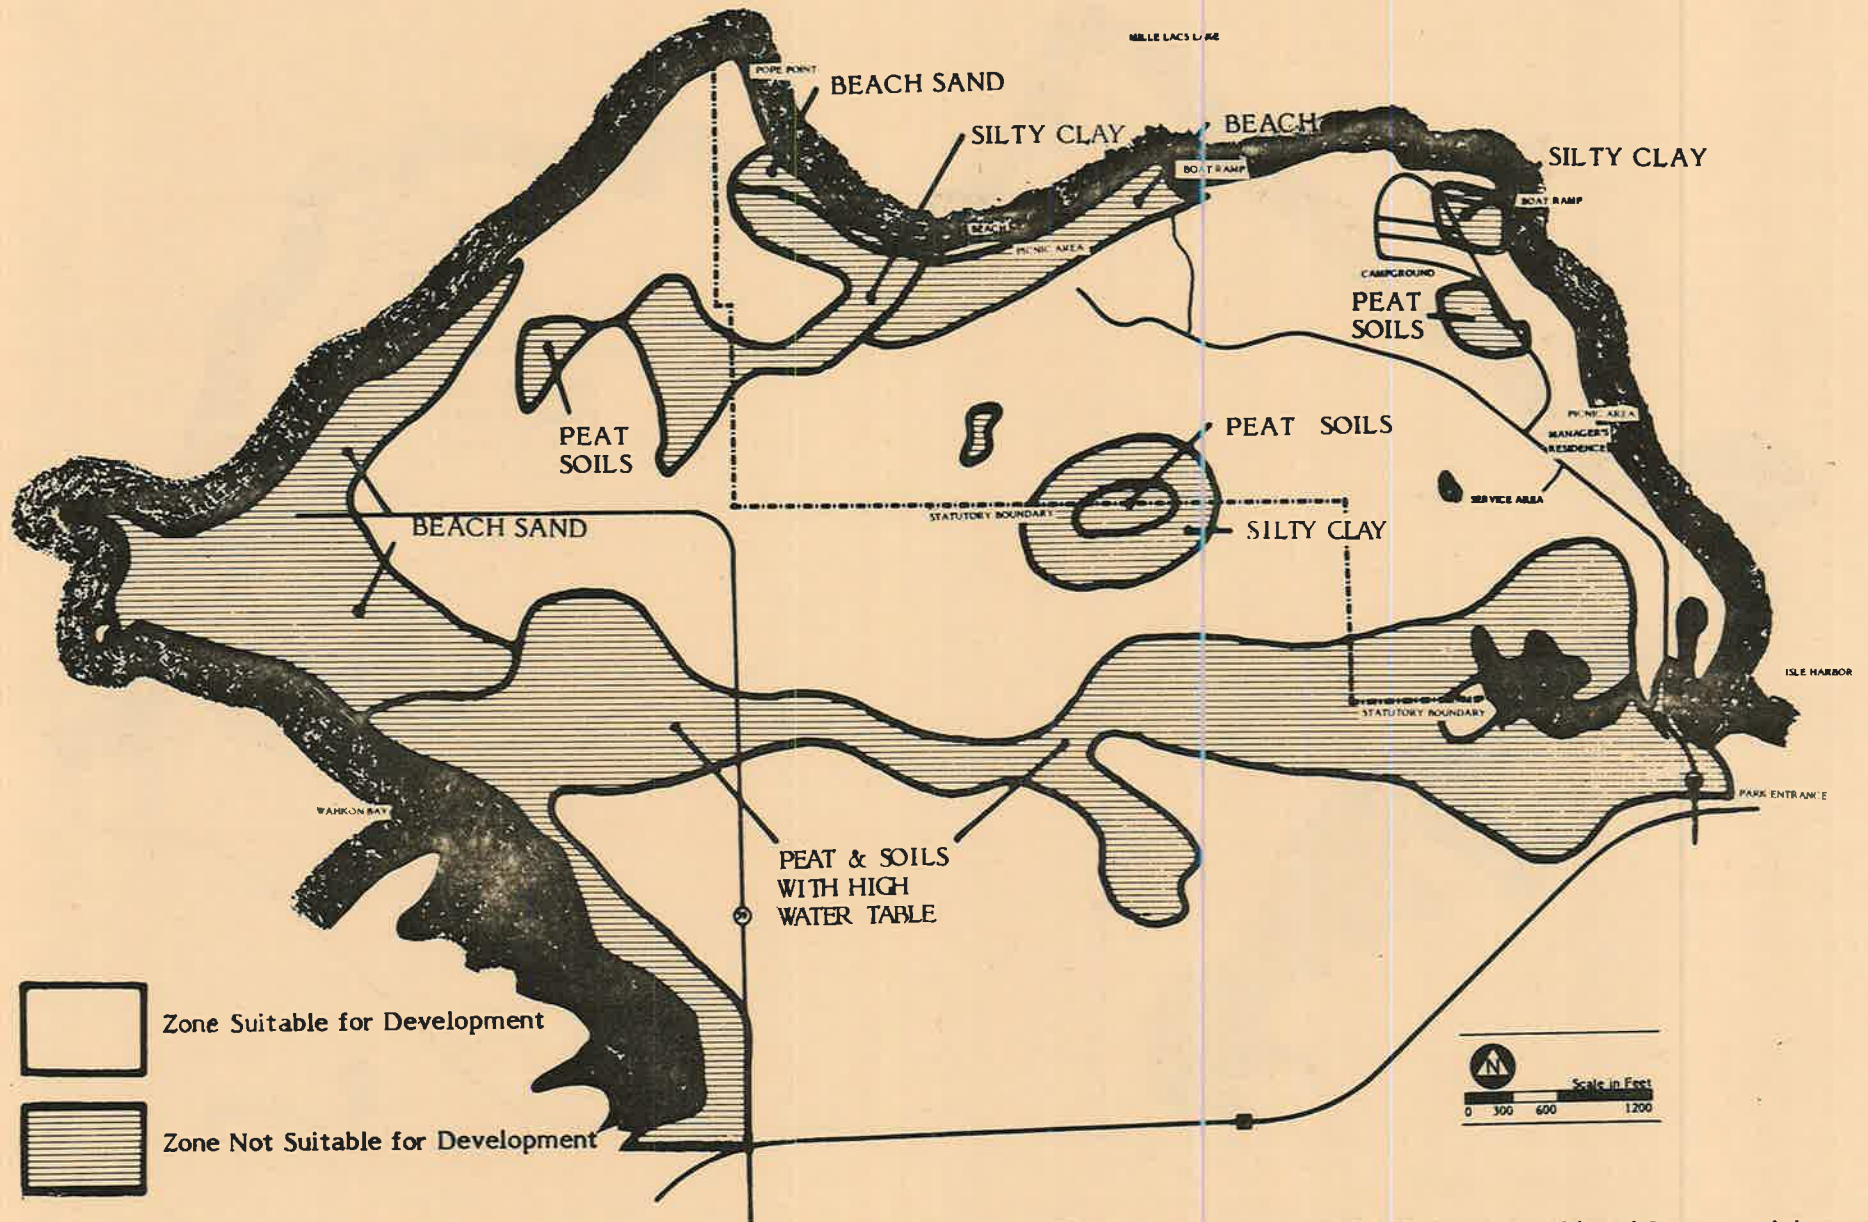 MILLE LACS LAKE
POPE POINT
BEACH SAND
SILTY CLAY
BEACH
BOAT RAMP
SILTY CLAY
BOAT RAMP
BEACH
PICNIC AREA
CAMPGROUND
PEAT
SOILS
PEAT
SOILS
PEAT SOILS
PICNIC AREA
MANAGER'S
RESIDENCE
SERVICE AREA
STATUTORY BOUNDARY
BEACH SAND
SILTY CLAY
ISLE HARBOR
STATUTORY BOUNDARY
PARK ENTRANCE
WAHKON BAY
PEAT & SOILS
WITH HIGH
WATER TABLE
Zone Suitable for Development
Zone Not Suitable for Development
N
Scale in Feet
0 300 600 1200